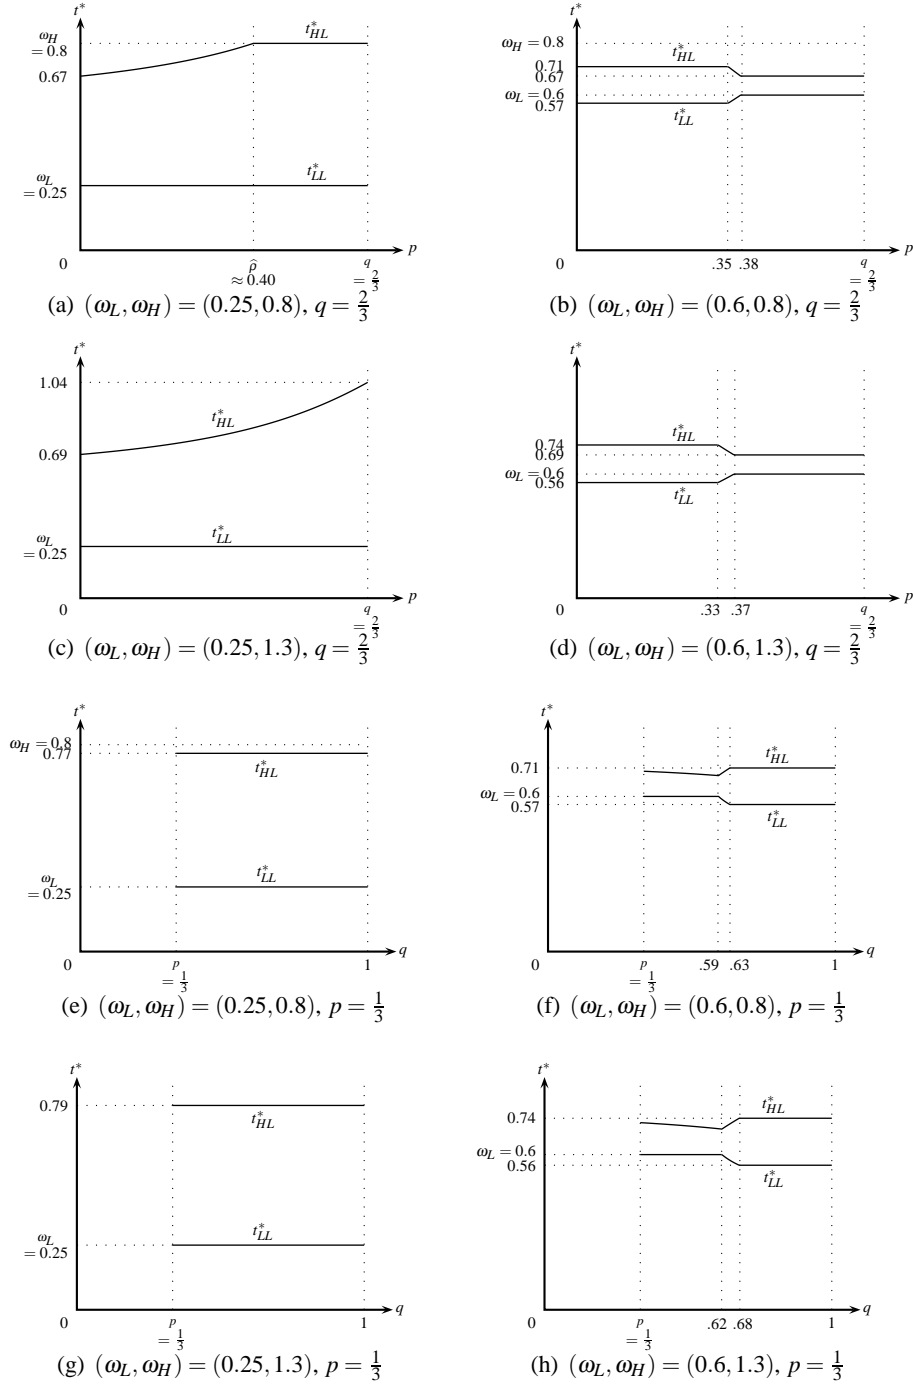 t*
ω_H
= 0.8
t*_HL
0.67
t*_LL
ω_L
= 0.25
0
ρ̂
≈ 0.40
q
= 2/3
p
(a) (ω_L, ω_H) = (0.25, 0.8), q = 2/3
t*
ω_H = 0.8
t*_HL
0.71
0.67
ω_L = 0.6
0.57
t*_LL
0
.35
.38
q
= 2/3
p
(b) (ω_L, ω_H) = (0.6, 0.8), q = 2/3
t*
1.04
t*_HL
0.69
t*_LL
ω_L
= 0.25
0
q
= 2/3
p
(c) (ω_L, ω_H) = (0.25, 1.3), q = 2/3
t*
0.74
t*_HL
0.69
ω_L = 0.6
0.56
t*_LL
0
.33
.37
q
= 2/3
p
(d) (ω_L, ω_H) = (0.6, 1.3), q = 2/3
t*
ω_H = 0.8
0.77
t*_HL
t*_LL
ω_L
= 0.25
0
p
= 1/3
1
q
(e) (ω_L, ω_H) = (0.25, 0.8), p = 1/3
t*
t*_HL
0.71
ω_L = 0.6
0.57
t*_LL
0
p
= 1/3
.59
.63
1
q
(f) (ω_L, ω_H) = (0.6, 0.8), p = 1/3
t*
0.79
t*_HL
t*_LL
ω_L
= 0.25
0
p
= 1/3
1
q
(g) (ω_L, ω_H) = (0.25, 1.3), p = 1/3
t*
t*_HL
0.74
ω_L = 0.6
0.56
t*_LL
0
p
= 1/3
.62
.68
1
q
(h) (ω_L, ω_H) = (0.6, 1.3), p = 1/3